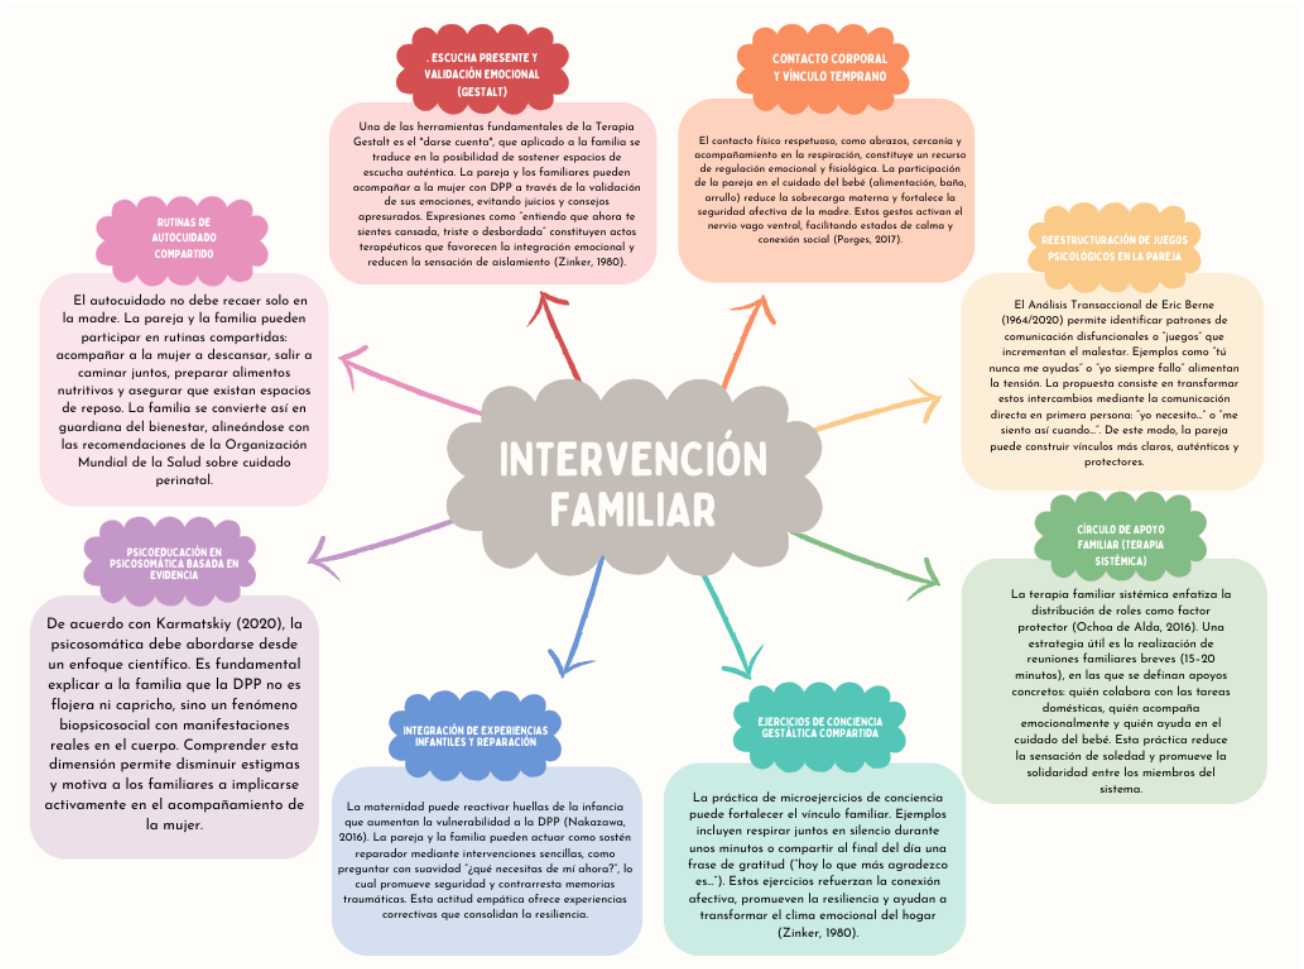 INTERVENCIÓN
FAMILIAR
. ESCUCHA PRESENTE Y
VALIDACIÓN EMOCIONAL
(GESTALT)
Una de las herramientas fundamentales de la Terapia
Gestalt es el "darse cuenta", que aplicado a la familia se
traduce en la posibilidad de sostener espacios de
escucha auténtica. La pareja y los familiares pueden
acompañar a la mujer con DPP a través de la validación
de sus emociones, evitando juicios y consejos
apresurados. Expresiones como “entiendo que ahora te
sientes cansada, triste o desbordada” constituyen actos
terapéuticos que favorecen la integración emocional y
reducen la sensación de aislamiento (Zinker, 1980).
CONTACTO CORPORAL
Y VÍNCULO TEMPRANO
El contacto físico respetuoso, como abrazos, cercanía y
acompañamiento en la respiración, constituye un recurso
de regulación emocional y fisiológica. La participación
de la pareja en el cuidado del bebé (alimentación, baño,
arrullo) reduce la sobrecarga materna y fortalece la
seguridad afectiva de la madre. Estos gestos activan el
nervio vago ventral, facilitando estados de calma y
conexión social (Porges, 2017).
REESTRUCTURACIÓN DE JUEGOS
PSICOLÓGICOS EN LA PAREJA
El Análisis Transaccional de Eric Berne
(1964/2020) permite identificar patrones de
comunicación disfuncionales o “juegos” que
incrementan el malestar. Ejemplos como “tú
nunca me ayudas” o “yo siempre fallo” alimentan
la tensión. La propuesta consiste en transformar
estos intercambios mediante la comunicación
directa en primera persona: “yo necesito…” o “me
siento así cuando…”. De este modo, la pareja
puede construir vínculos más claros, auténticos y
protectores.
CÍRCULO DE APOYO
FAMILIAR (TERAPIA
SISTÉMICA)
La terapia familiar sistémica enfatiza la
distribución de roles como factor
protector (Ochoa de Alda, 2016). Una
estrategia útil es la realización de
reuniones familiares breves (15–20
minutos), en las que se definan apoyos
concretos: quién colabora con las tareas
domésticas, quién acompaña
emocionalmente y quién ayuda en el
cuidado del bebé. Esta práctica reduce
la sensación de soledad y promueve la
solidaridad entre los miembros del
sistema.
EJERCICIOS DE CONCIENCIA
GESTÁLTICA COMPARTIDA
La práctica de microejercicios de conciencia
puede fortalecer el vínculo familiar. Ejemplos
incluyen respirar juntos en silencio durante
unos minutos o compartir al final del día una
frase de gratitud (“hoy lo que más agradezco
es…”). Estos ejercicios refuerzan la conexión
afectiva, promueven la resiliencia y ayudan a
transformar el clima emocional del hogar
(Zinker, 1980).
INTEGRACIÓN DE EXPERIENCIAS
INFANTILES Y REPARACIÓN
La maternidad puede reactivar huellas de la infancia
que aumentan la vulnerabilidad a la DPP (Nakazawa,
2016). La pareja y la familia pueden actuar como sostén
reparador mediante intervenciones sencillas, como
preguntar con suavidad “¿qué necesitas de mí ahora?”, lo
cual promueve seguridad y contrarresta memorias
traumáticas. Esta actitud empática ofrece experiencias
correctivas que consolidan la resiliencia.
PSICOEDUCACIÓN EN
PSICOSOMÁTICA BASADA EN
EVIDENCIA
De acuerdo con Karmatskiy (2020), la
psicosomática debe abordarse desde
un enfoque científico. Es fundamental
explicar a la familia que la DPP no es
flojera ni capricho, sino un fenómeno
biopsicosocial con manifestaciones
reales en el cuerpo. Comprender esta
dimensión permite disminuir estigmas
y motiva a los familiares a implicarse
activamente en el acompañamiento de
la mujer.
RUTINAS DE
AUTOCUIDADO
COMPARTIDO
El autocuidado no debe recaer solo en
la madre. La pareja y la familia pueden
participar en rutinas compartidas:
acompañar a la mujer a descansar, salir a
caminar juntos, preparar alimentos
nutritivos y asegurar que existan espacios
de reposo. La familia se convierte así en
guardiana del bienestar, alineándose con
las recomendaciones de la Organización
Mundial de la Salud sobre cuidado
perinatal.